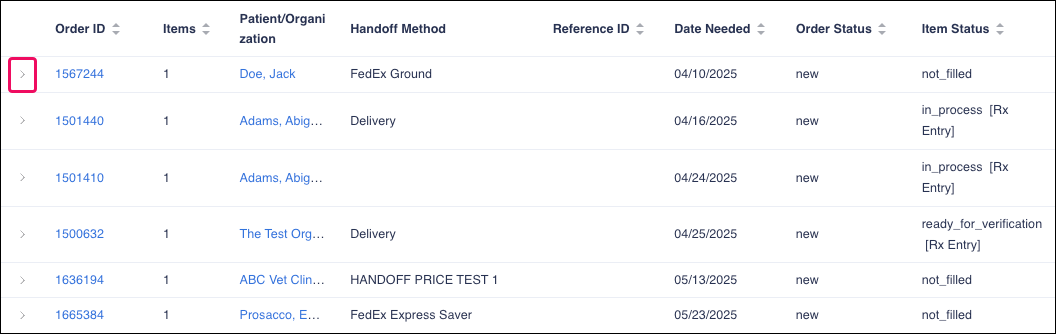 Order ID Items Patient/Organi
zation Handoff Method Reference ID Date Needed Order Status Item Status
1567244 1 Doe, Jack FedEx Ground 04/10/2025 new not_filled
1501440 1 Adams, Abig… Delivery 04/16/2025 new in_process [Rx
Entry]
1501410 1 Adams, Abig… 04/24/2025 new in_process [Rx
Entry]
1500632 1 The Test Org… Delivery 04/25/2025 new ready_for_verification
[Rx Entry]
1636194 1 ABC Vet Clin… HANDOFF PRICE TEST 1 05/13/2025 new not_filled
1665384 1 Prosacco, E… FedEx Express Saver 05/23/2025 new not_filled